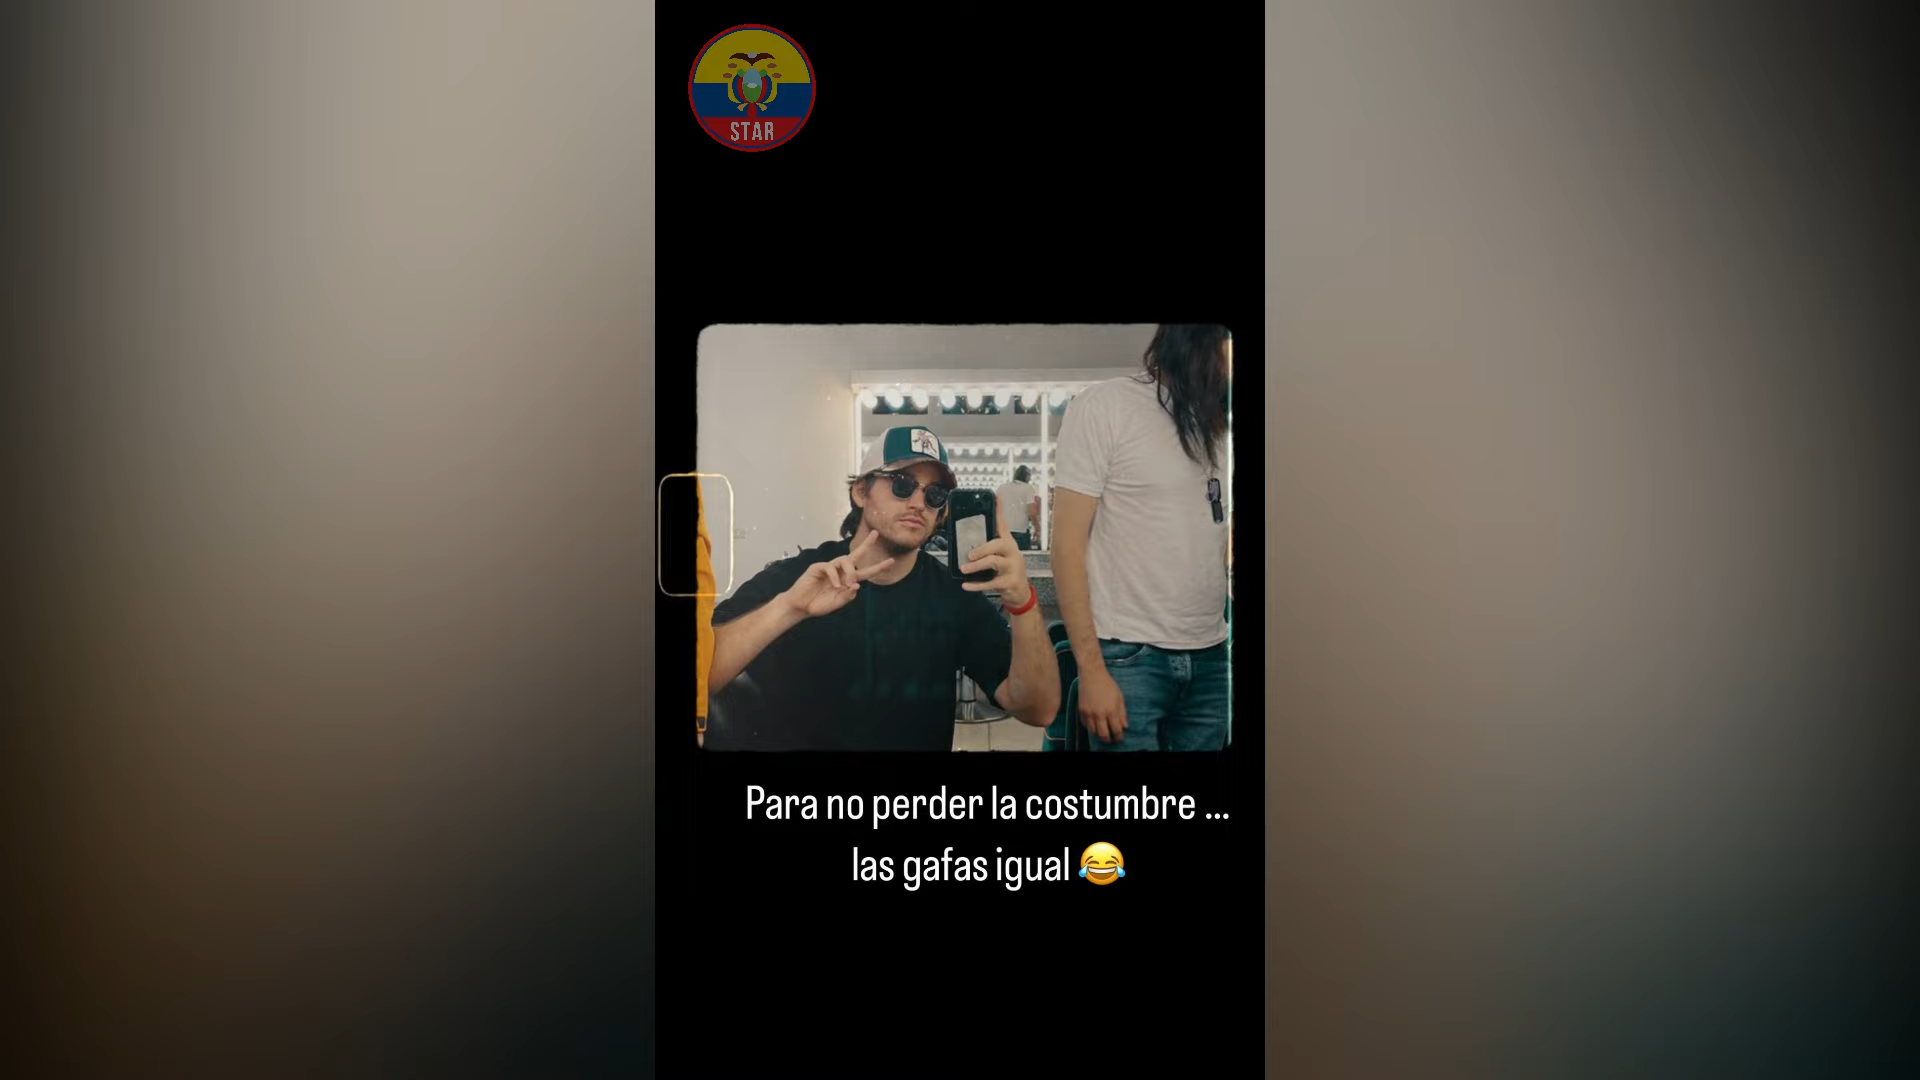 STAR
Para no perder la costumbre ...
las gafas igual 😂